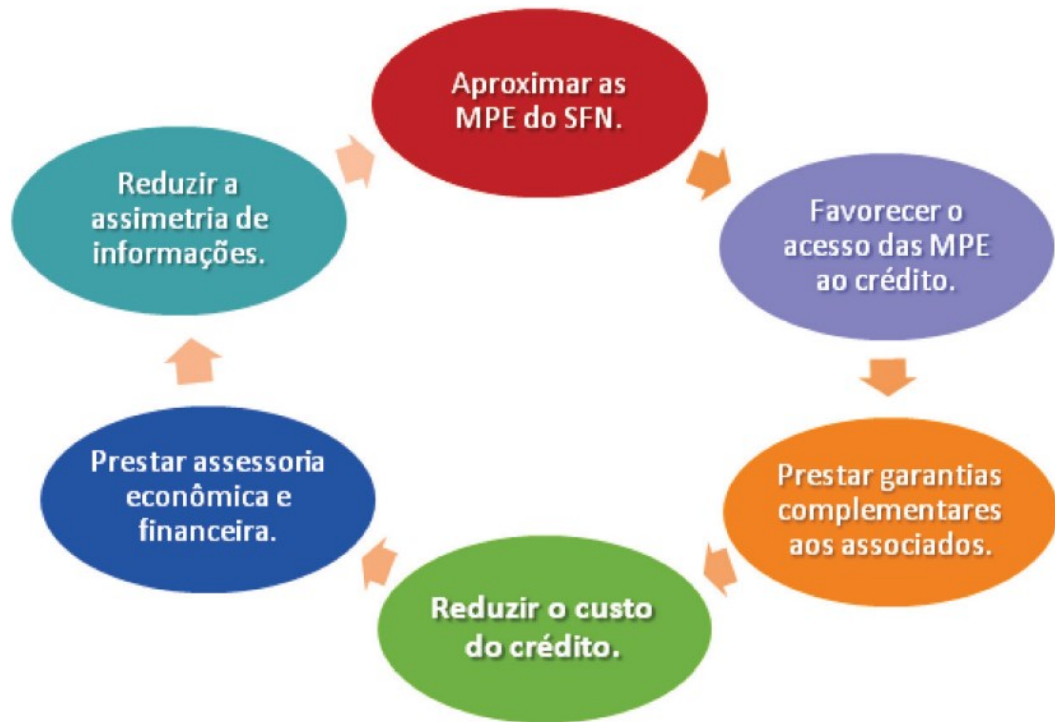 Aproximar as
MPE do SFN.
Favorecer o
acesso das MPE
ao crédito.
Prestar garantias
complementares
aos associados.
Reduzir o custo
do crédito.
Prestar assessoria
econômica e
financeira.
Reduzir a
assimetria de
informações.